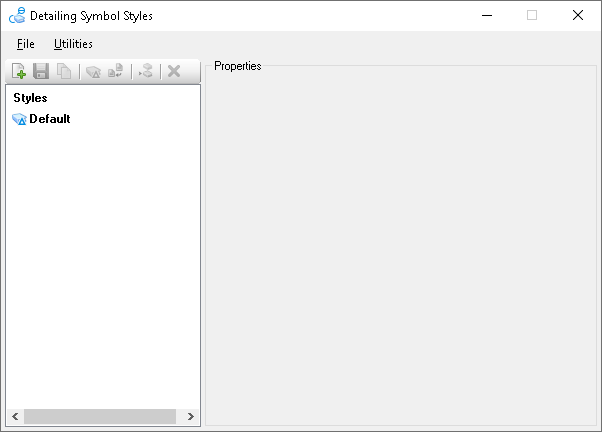 Detailing Symbol Styles
File Utilities
Properties
Styles
Default